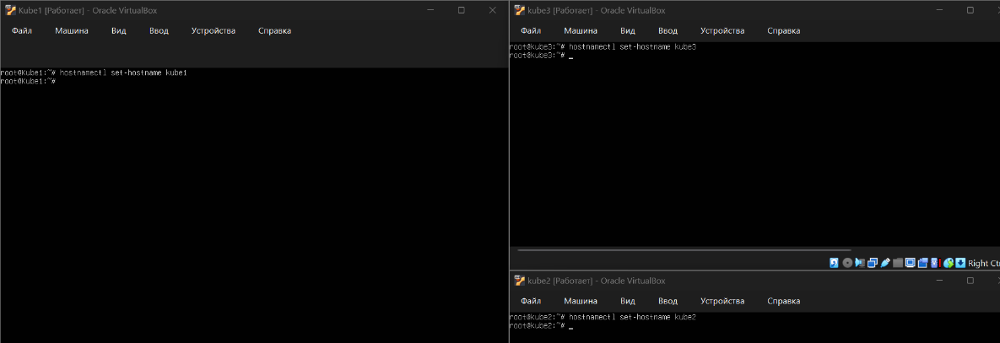 Kube1 [Работает] - Oracle VirtualBox
Файл Машина Вид Ввод Устройства Справка
root@Kube1:~# hostnamectl set-hostname kube1
root@Kube1:~#
kube3 [Работает] - Oracle VirtualBox
Файл Машина Вид Ввод Устройства Справка
root@kube3:~# hostnamectl set-hostname kube3
root@kube3:~# _
Right Ct
kube2 [Работает] - Oracle VirtualBox
Файл Машина Вид Ввод Устройства Справка
root@kube2:~# hostnamectl set-hostname kube2
root@kube2:~# _